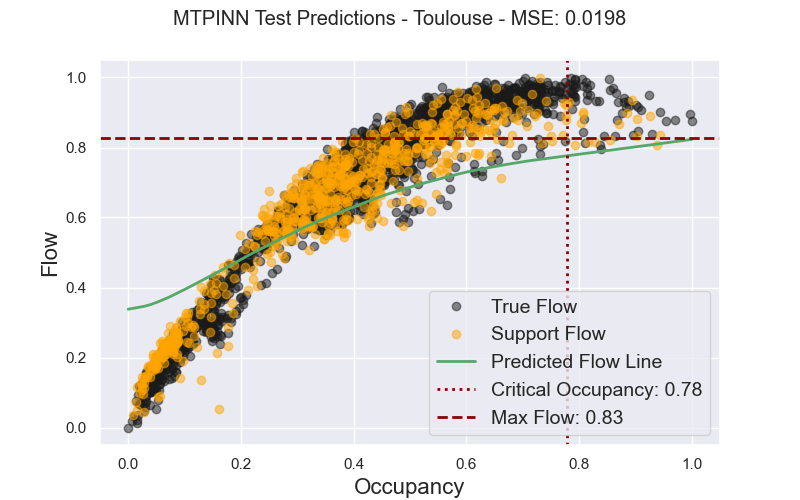 MTPINN Test Predictions - Toulouse - MSE: 0.0198
1.0
0.8
0.6
0.4
0.2
0.0
Flow
True Flow
Support Flow
Predicted Flow Line
Critical Occupancy: 0.78
Max Flow: 0.83
0.0 0.2 0.4 0.6 0.8 1.0
Occupancy